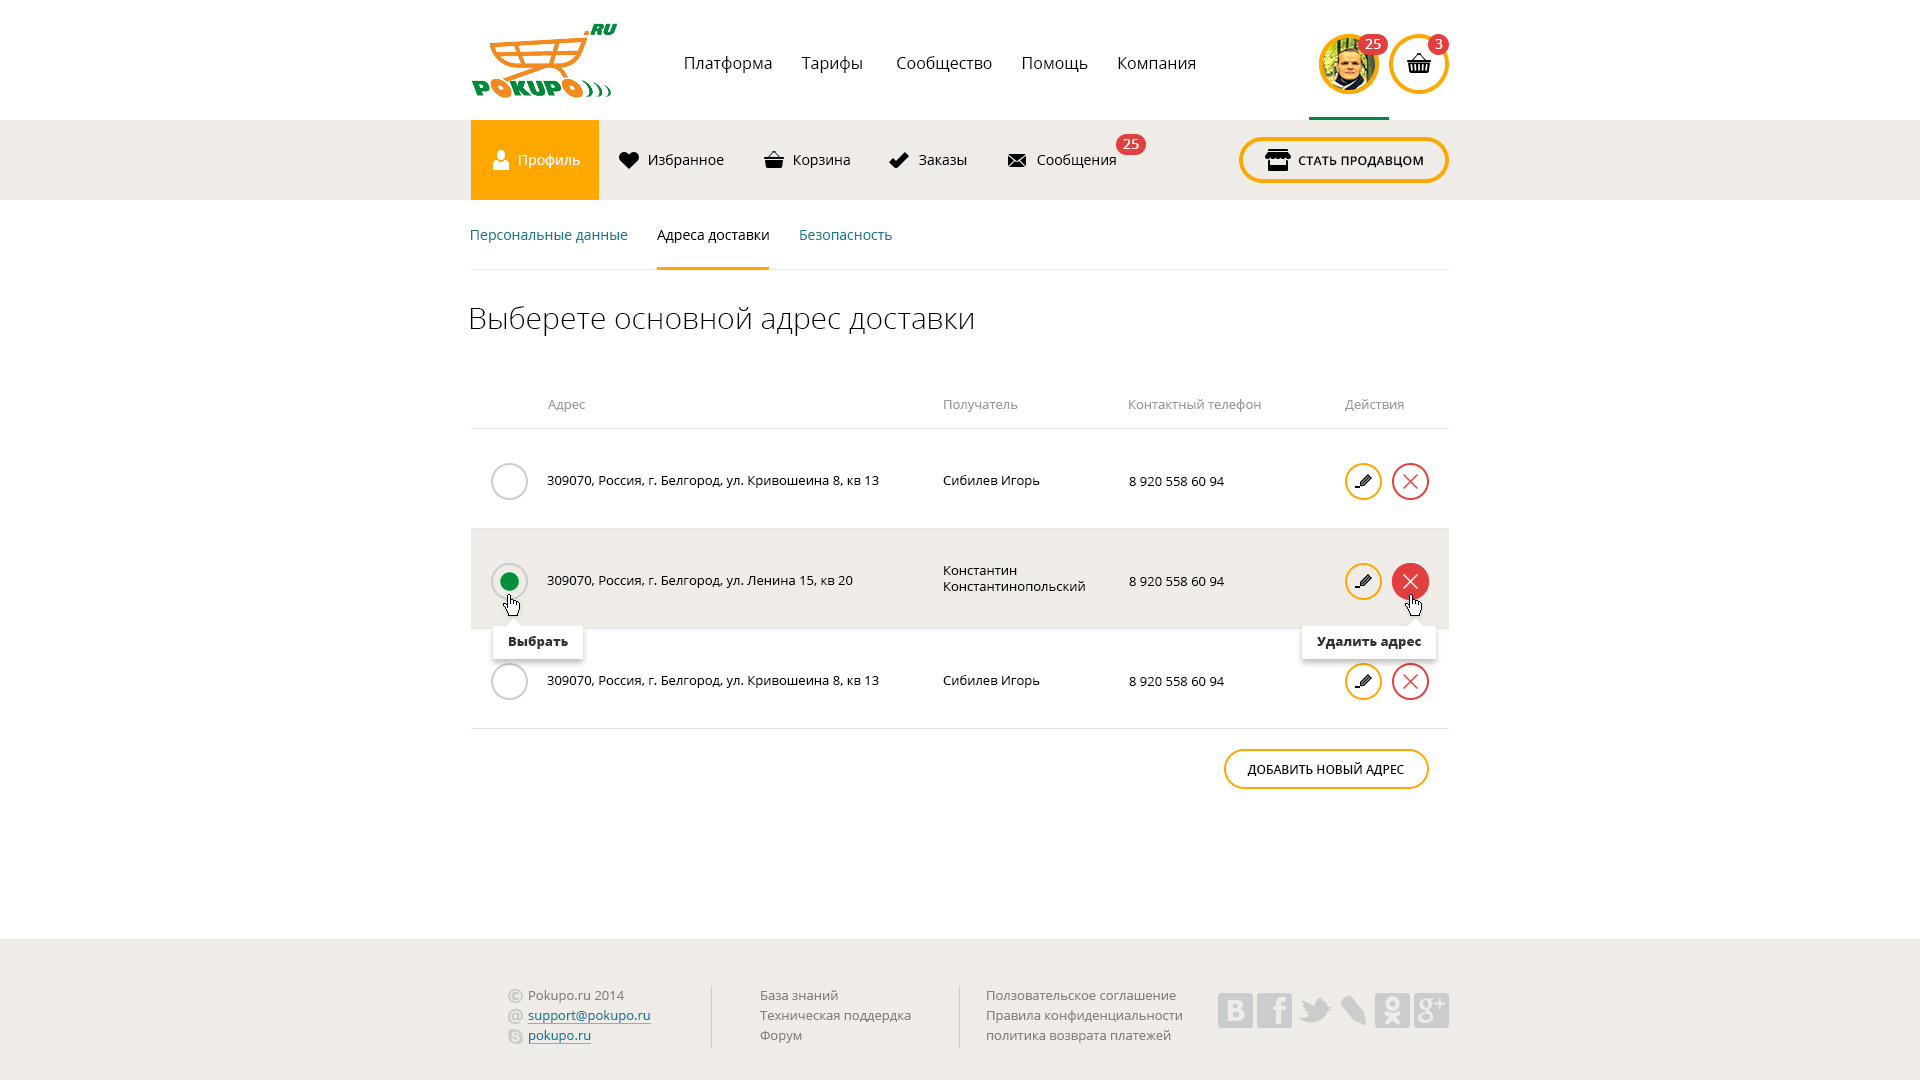 .RU
POKUPO
Платформа Тарифы Сообщество Помощь Компания
25 3
Профиль Избранное Корзина Заказы Сообщения 25 СТАТЬ ПРОДАВЦОМ
Персональные данные Адреса доставки Безопасность
Выберете основной адрес доставки
Адрес Получатель Контактный телефон Действия
309070, Россия, г. Белгород, ул. Кривошеина 8, кв 13 Сибилев Игорь 8 920 558 60 94
309070, Россия, г. Белгород, ул. Ленина 15, кв 20 Константин
Константинопольский 8 920 558 60 94
Выбрать Удалить адрес
309070, Россия, г. Белгород, ул. Кривошеина 8, кв 13 Сибилев Игорь 8 920 558 60 94
ДОБАВИТЬ НОВЫЙ АДРЕС
© Pokupo.ru 2014
@ support@pokupo.ru
pokupo.ru
База знаний
Техническая поддердка
Форум
Ползовательское соглашение
Правила конфиденциальности
политика возврата платежей
B f g+